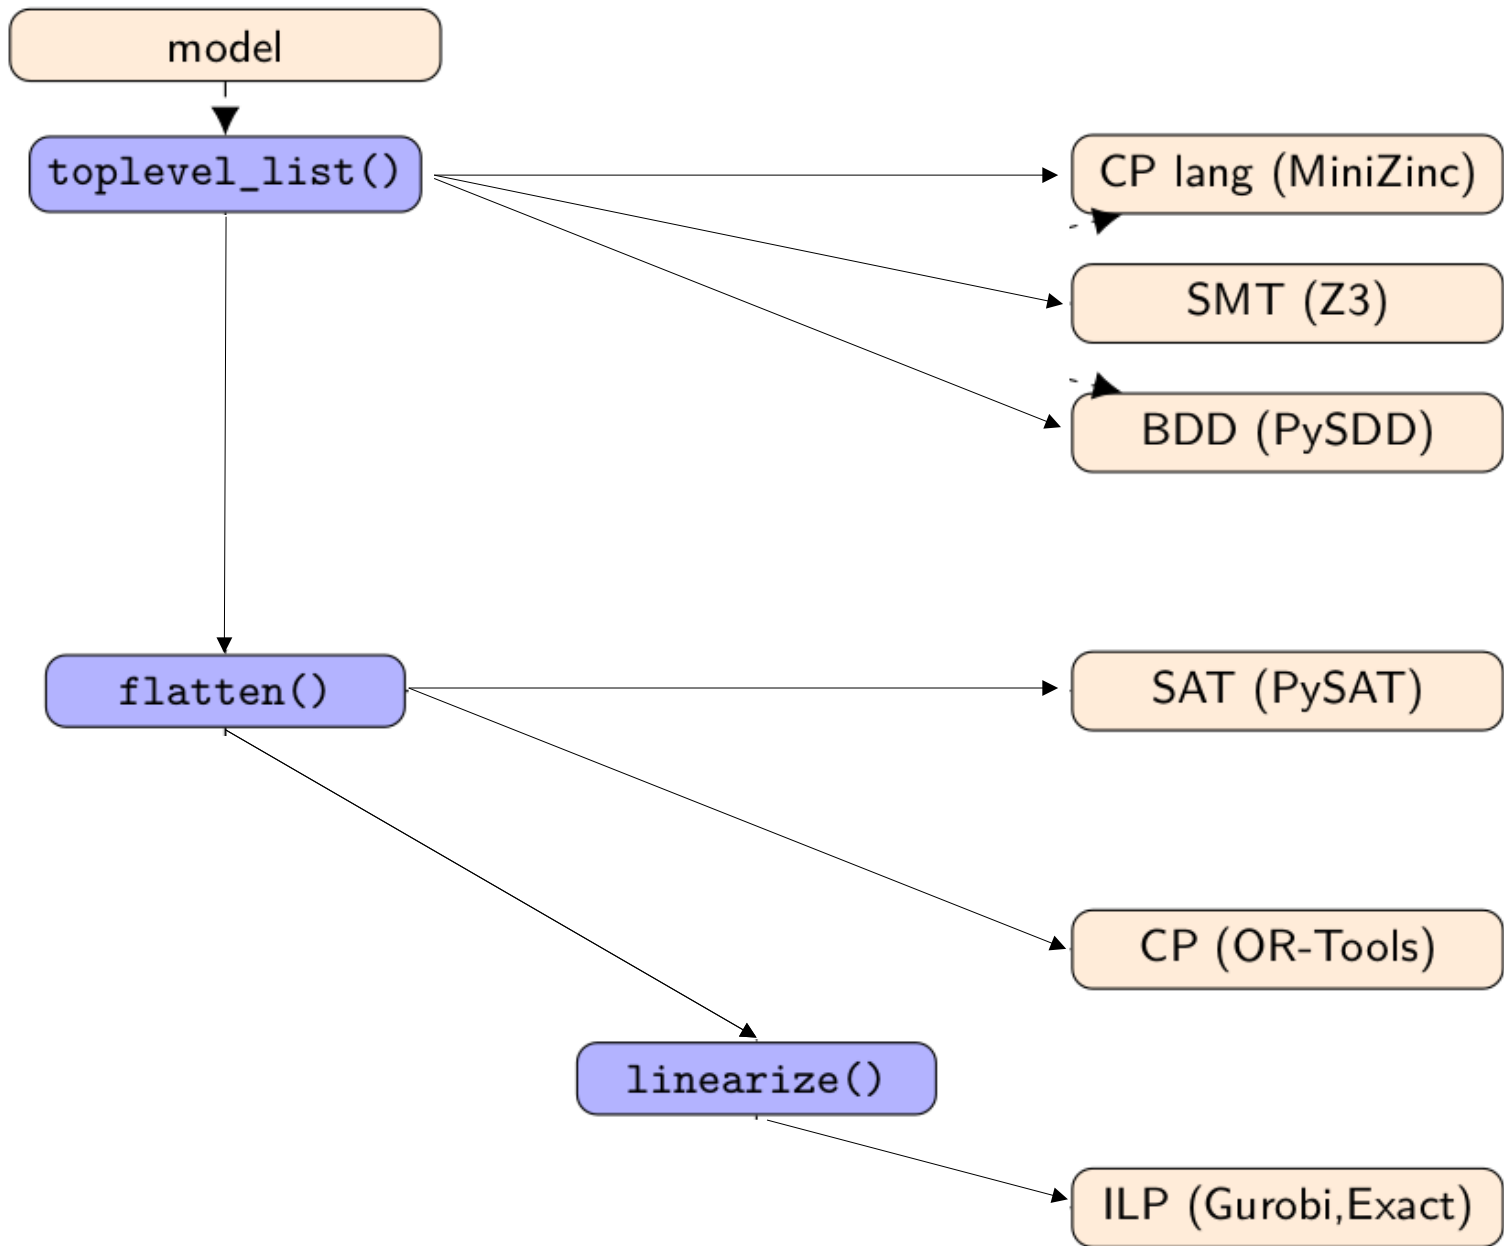 model
toplevel_list()
CP lang (MiniZinc)
SMT (Z3)
BDD (PySDD)
flatten()
SAT (PySAT)
CP (OR-Tools)
linearize()
ILP (Gurobi,Exact)